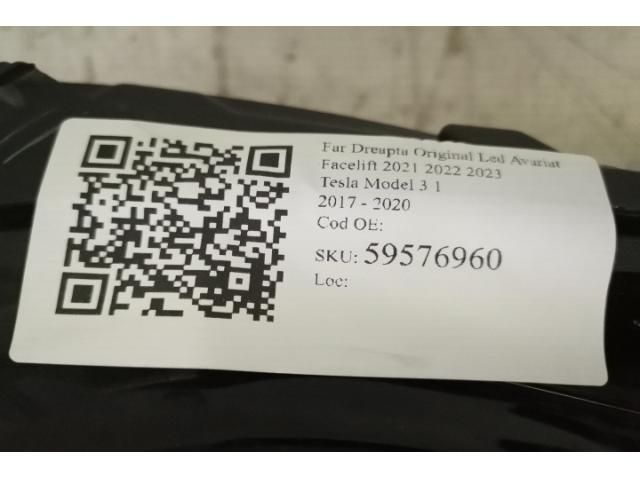 Far Dreapta Original Led Avariat
Facelift 2021 2022 2023
Tesla Model 3 1
2017 - 2020
Cod OE:
SKU: 59576960
Loc: